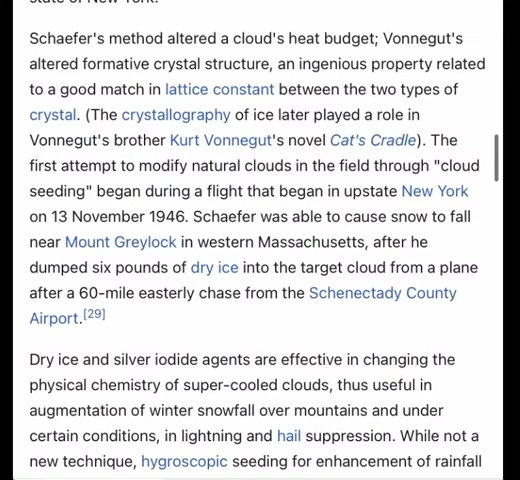 state of New York.
Schaefer's method altered a cloud's heat budget; Vonnegut's
altered formative crystal structure, an ingenious property related
to a good match in lattice constant between the two types of
crystal. (The crystallography of ice later played a role in
Vonnegut's brother Kurt Vonnegut's novel Cat's Cradle). The
first attempt to modify natural clouds in the field through "cloud
seeding" began during a flight that began in upstate New York
on 13 November 1946. Schaefer was able to cause snow to fall
near Mount Greylock in western Massachusetts, after he
dumped six pounds of dry ice into the target cloud from a plane
after a 60-mile easterly chase from the Schenectady County
Airport.[29]
Dry ice and silver iodide agents are effective in changing the
physical chemistry of super-cooled clouds, thus useful in
augmentation of winter snowfall over mountains and under
certain conditions, in lightning and hail suppression. While not a
new technique, hygroscopic seeding for enhancement of rainfall